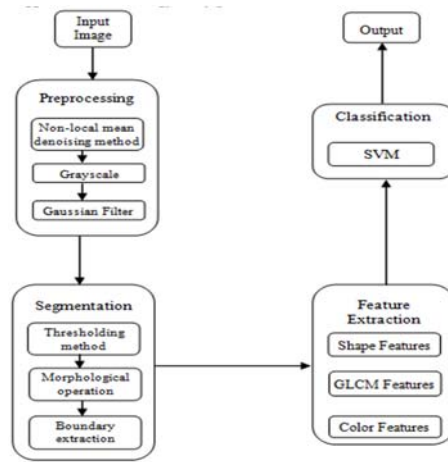 Input
Image
Preprocessing
Non-local mean
denoising method
Grayscale
Gaussian Filter
Segmentation
Thresholding
method
Morphological
operation
Boundary
extraction
Feature
Extraction
Shape Features
GLCM Features
Color Features
Classification
SVM
Output